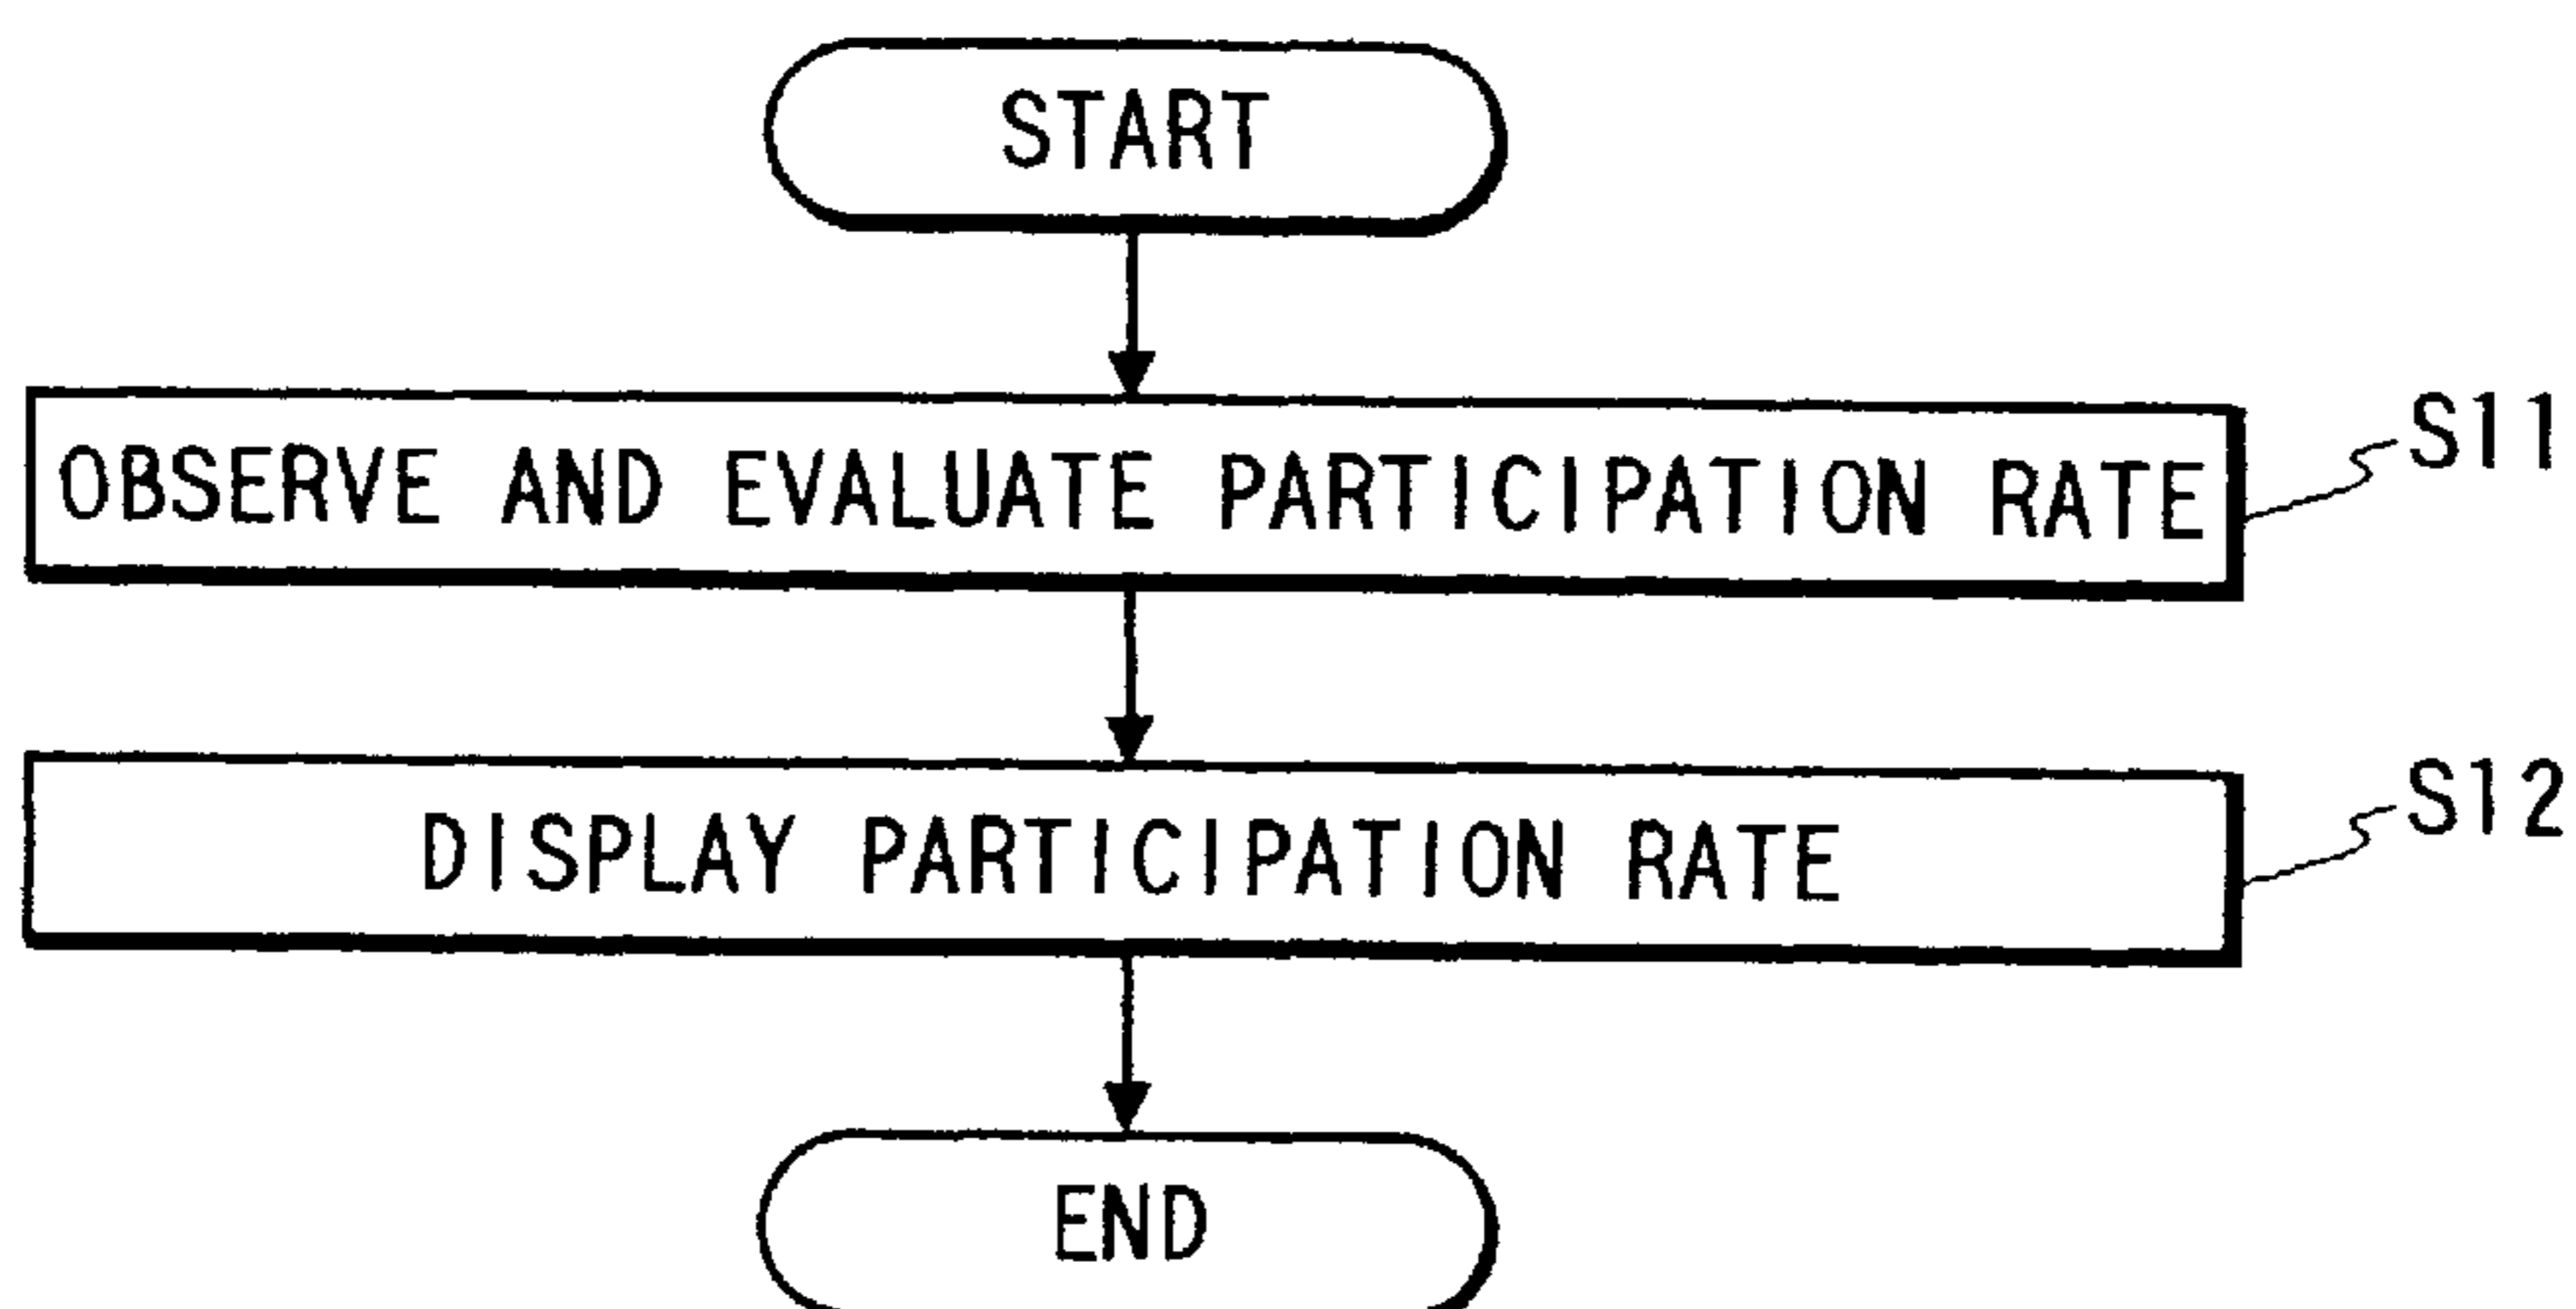 START
OBSERVE AND EVALUATE PARTICIPATION RATE
S11
DISPLAY PARTICIPATION RATE
S12
END